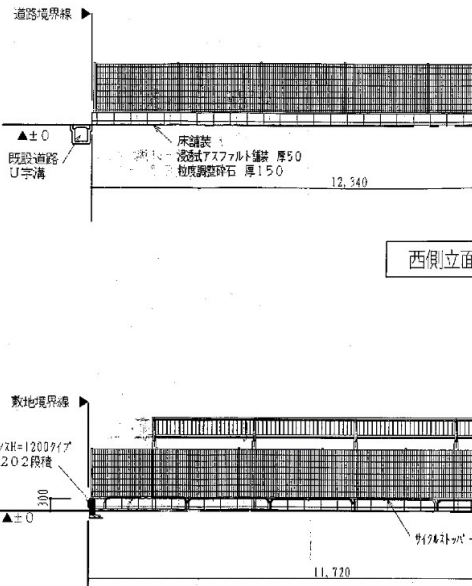 道路境界線
▲±0
既設道路
U字溝
床舗装
浸透式アスファルト舗装 厚50
粒度調整砕石 厚150
12,340
西側立面
敷地境界線
ンスH=1200タイプ
202段積
300
▲±0
サイクルストッパー
11,720